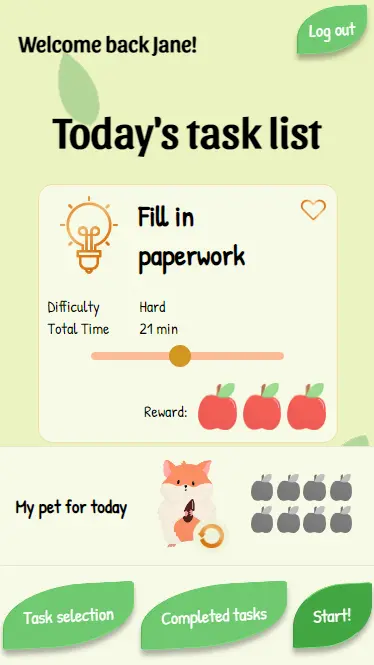 Welcome back Jane!
Log out
Today's task list
Fill in
paperwork
Difficulty Hard
Total Time 21 min
Reward:
My pet for today
Task selection
Completed tasks
Start!